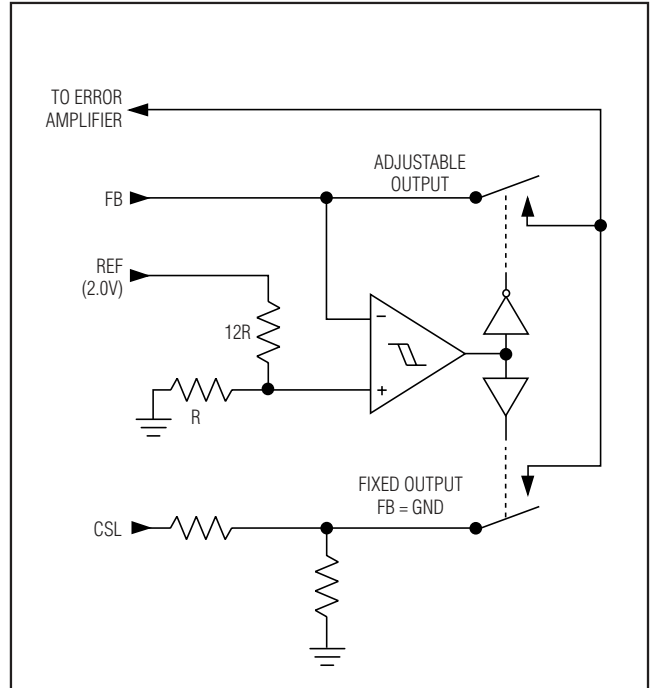 TO ERROR
AMPLIFIER
ADJUSTABLE
OUTPUT
FB
REF
(2.0V)
12R
−
+
R
FIXED OUTPUT
FB = GND
CSL